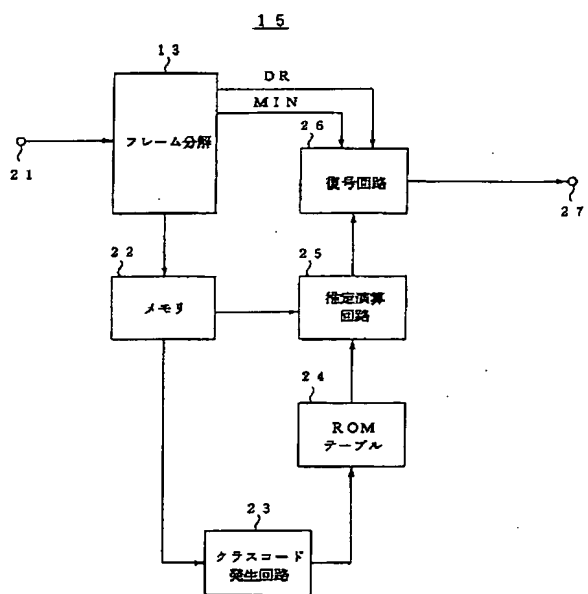 15
13
DR
MIN
フレーム分解
21
26
復号回路
27
22
メモリ
25
推定演算
回路
24
ROM
テーブル
23
クラスコード
発生回路